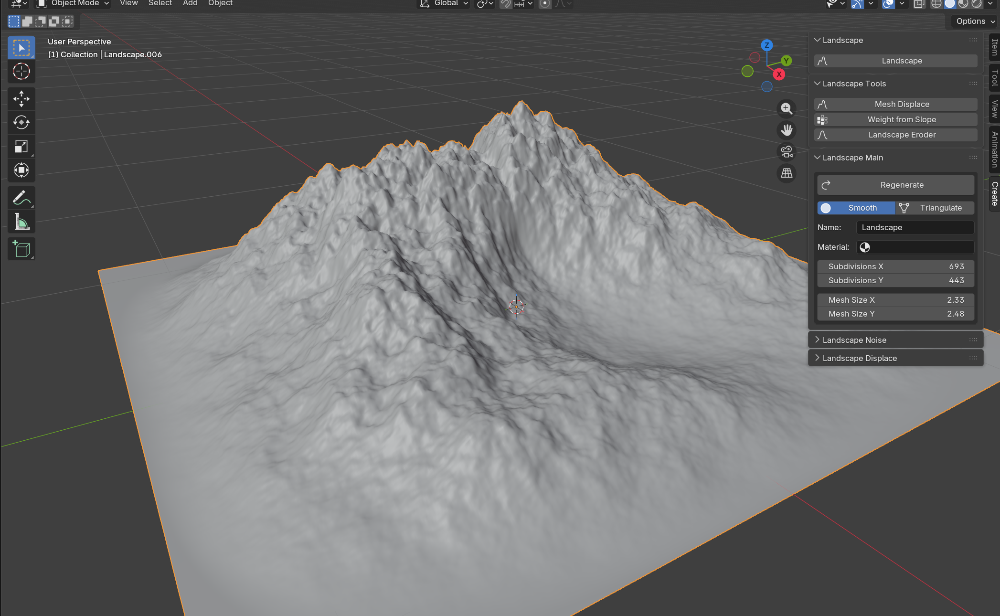 Object Mode View Select Add Object Global
Options
User Perspective
(1) Collection | Landscape.006
Z
Y
X
Landscape
Landscape
Landscape Tools
Mesh Displace
Weight from Slope
Landscape Eroder
Landscape Main
Regenerate
Smooth Triangulate
Name: Landscape
Material:
Subdivisions X 693
Subdivisions Y 443
Mesh Size X 2.33
Mesh Size Y 2.48
Landscape Noise
Landscape Displace
Item
Tool
View
Animation
Create